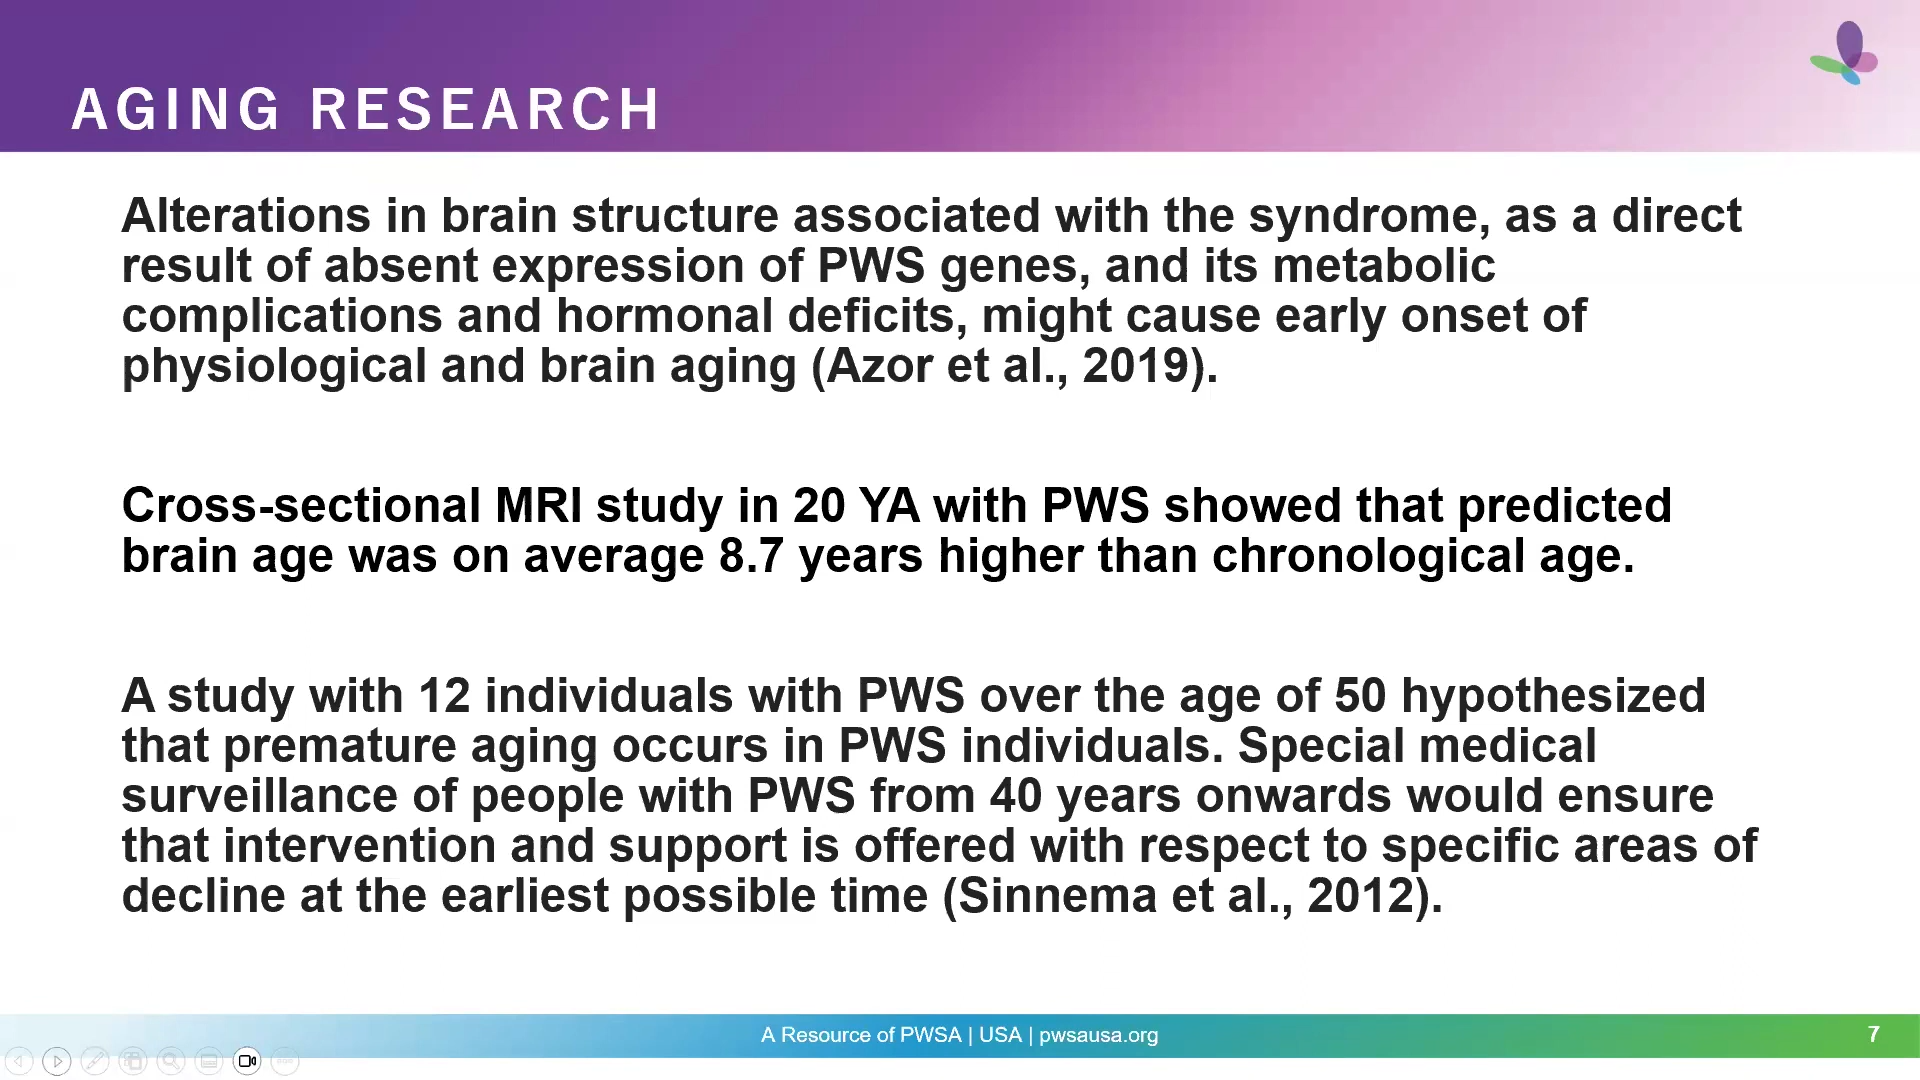 AGING RESEARCH
Alterations in brain structure associated with the syndrome, as a direct
result of absent expression of PWS genes, and its metabolic
complications and hormonal deficits, might cause early onset of
physiological and brain aging (Azor et al., 2019).
Cross-sectional MRI study in 20 YA with PWS showed that predicted
brain age was on average 8.7 years higher than chronological age.
A study with 12 individuals with PWS over the age of 50 hypothesized
that premature aging occurs in PWS individuals. Special medical
surveillance of people with PWS from 40 years onwards would ensure
that intervention and support is offered with respect to specific areas of
decline at the earliest possible time (Sinnema et al., 2012).
A Resource of PWSA | USA | pwsausa.org
7